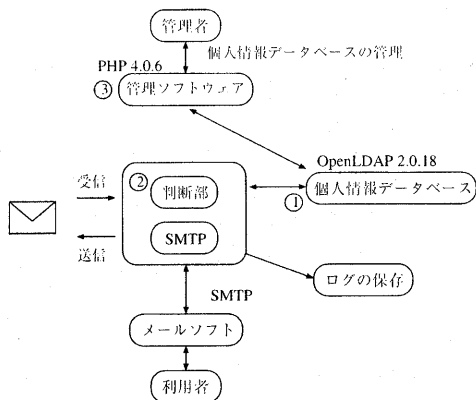 管理者
個人情報データベースの管理
PHP 4.0.6
③ 管理ソフトウェア
OpenLDAP 2.0.18
① 個人情報データベース
受信
② 判断部
SMTP
送信
ログの保存
SMTP
メールソフト
利用者